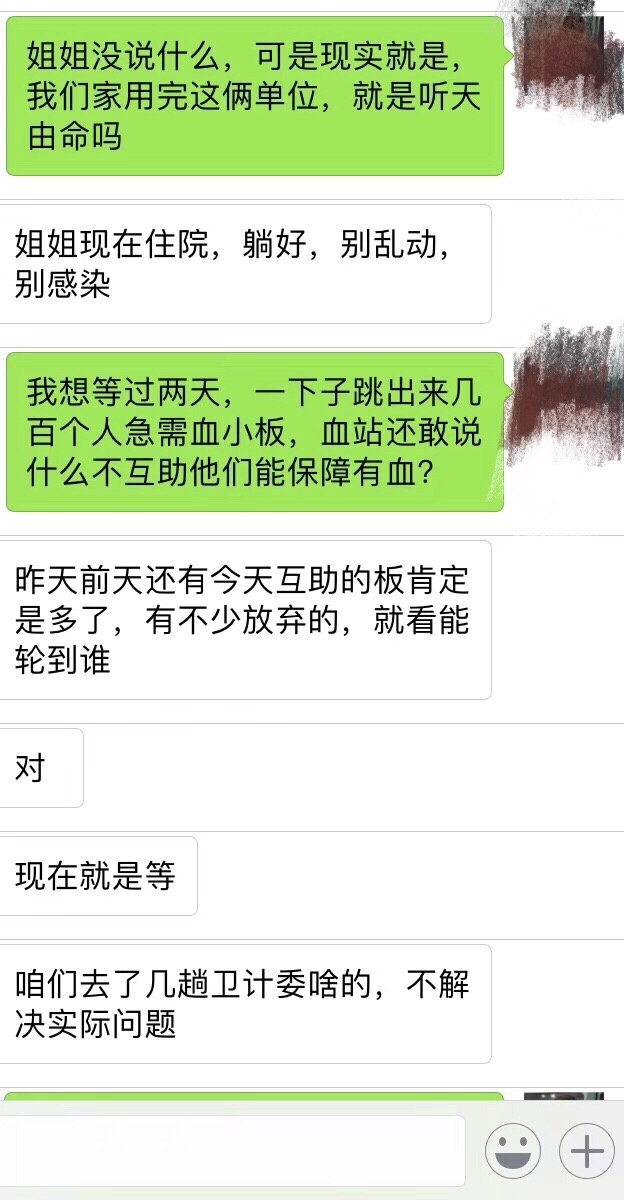 姐姐没说什么，可是现实就是，
我们家用完这俩单位，就是听天
由命吗
姐姐现在住院，躺好，别乱动，
别感染
我想等过两天，一下子跳出来几
百个人急需血小板，血站还敢说
什么不互助他们能保障有血？
昨天前天还有今天互助的板肯定
是多了，有不少放弃的，就看能
轮到谁
对
现在就是等
咱们去了几趟卫计委啥的，不解
决实际问题